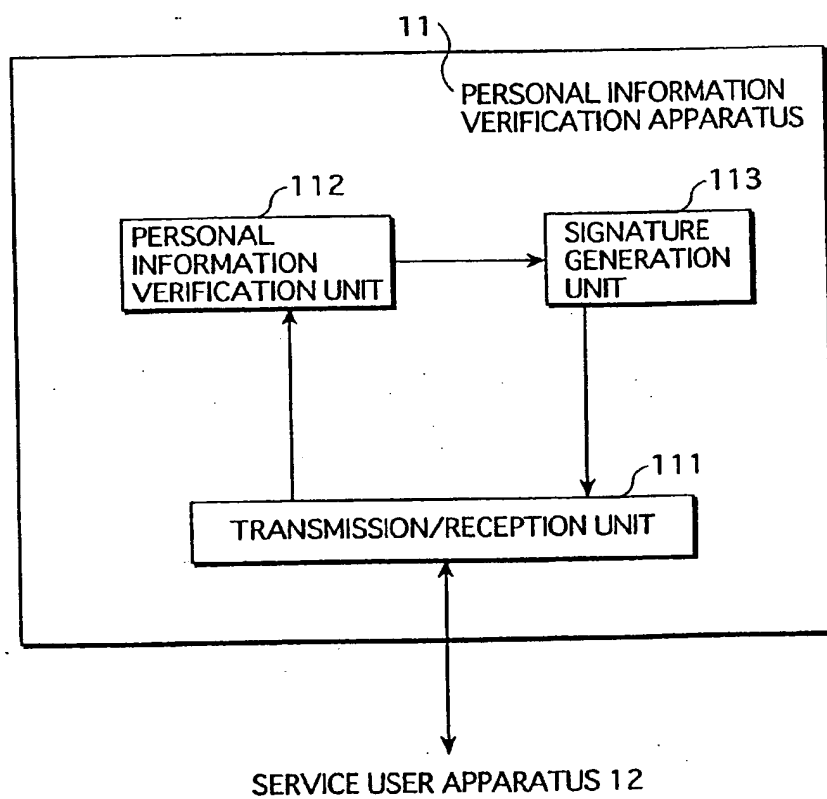 11
PERSONAL INFORMATION
VERIFICATION APPARATUS
112
PERSONAL
INFORMATION
VERIFICATION UNIT
113
SIGNATURE
GENERATION
UNIT
111
TRANSMISSION/RECEPTION UNIT
SERVICE USER APPARATUS 12